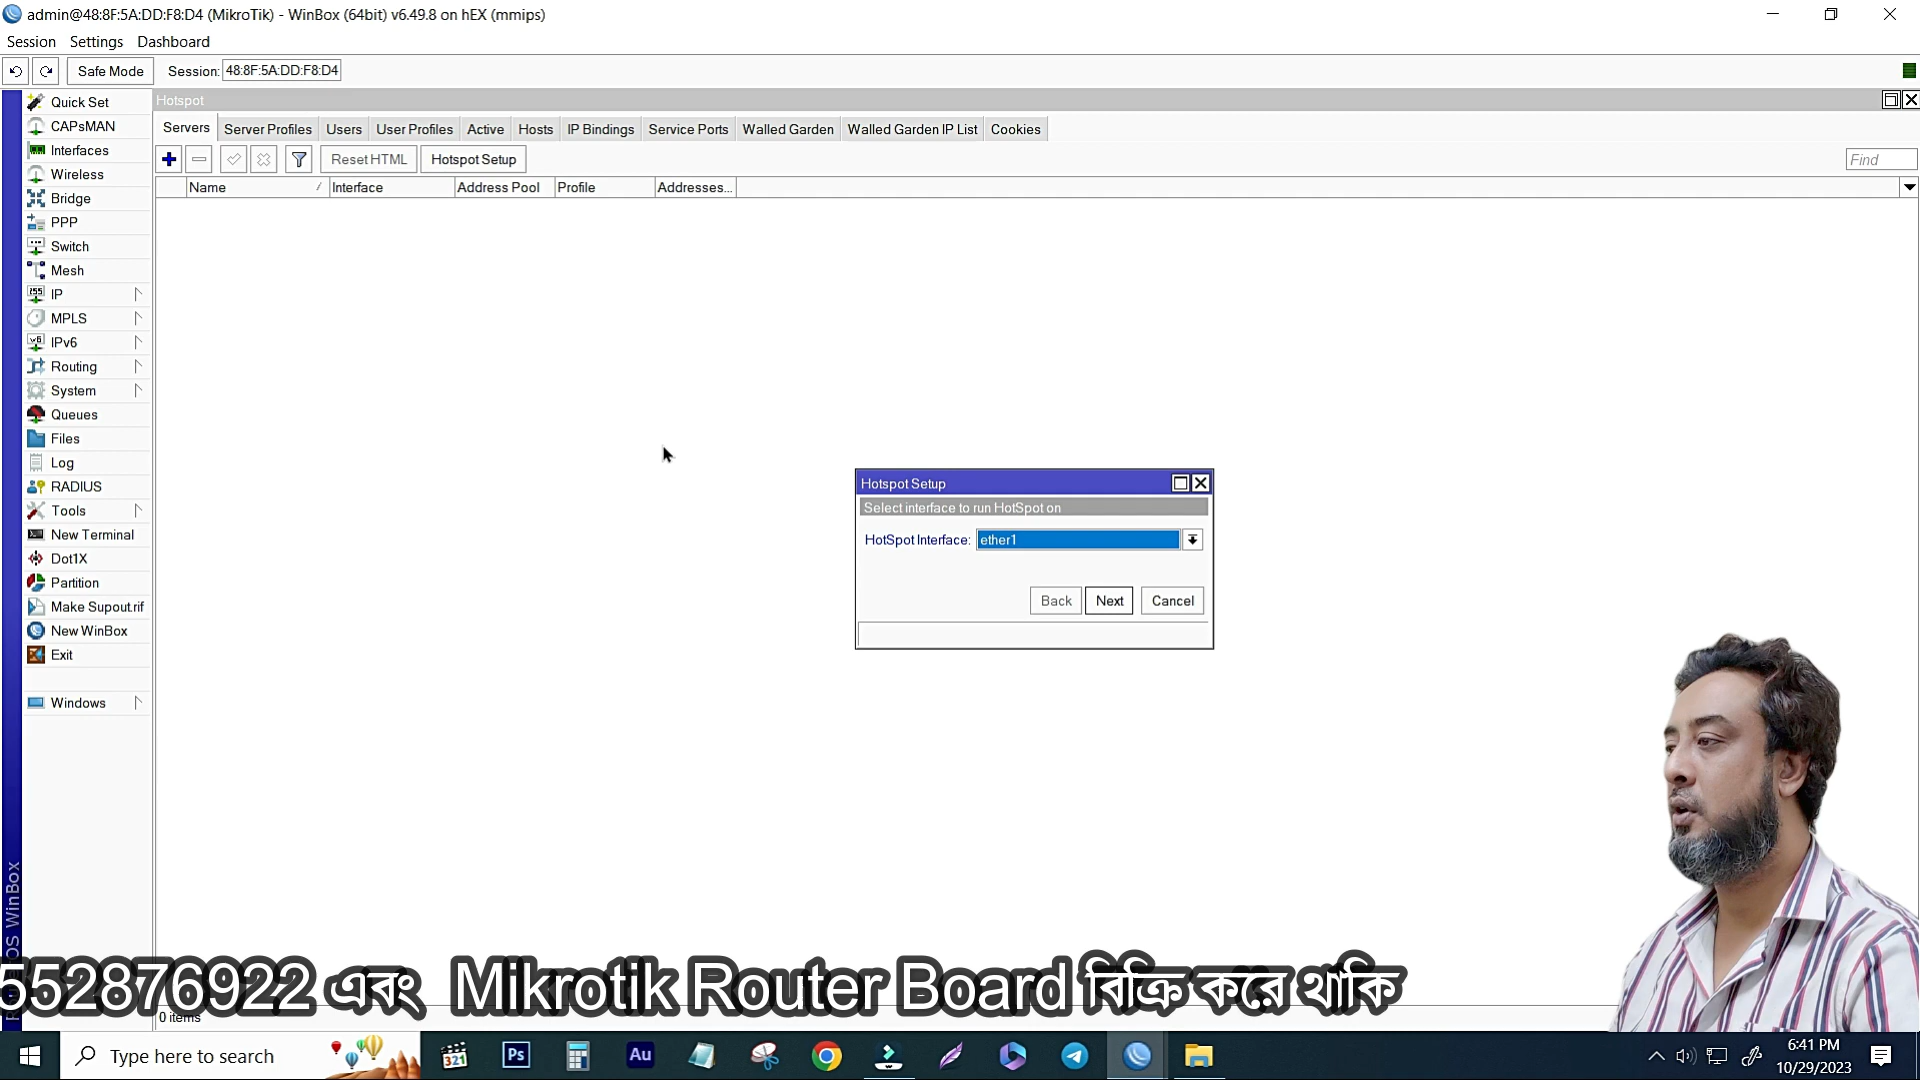 admin@48:8F:5A:DD:F8:D4 (MikroTik) - WinBox (64bit) v6.49.8 on hEX (mmips)
Session Settings Dashboard
Safe Mode Session: 48:8F:5A:DD:F8:D4
Quick Set
CAPsMAN
Interfaces
Wireless
Bridge
PPP
Switch
Mesh
IP
MPLS
IPv6
Routing
System
Queues
Files
Log
RADIUS
Tools
New Terminal
Dot1X
Partition
Make Supout.rif
New WinBox
Exit
Windows
Hotspot
Servers Server Profiles Users User Profiles Active Hosts IP Bindings Service Ports Walled Garden Walled Garden IP List Cookies
Reset HTML Hotspot Setup Find
Name Interface Address Pool Profile Addresses...
Hotspot Setup
Select interface to run HotSpot on
HotSpot Interface: ether1
Back Next Cancel
WinBox
552876922 এবং Mikrotik Router Board বিক্রি করে থাকি
0 items
Type here to search
321
Ps
Au
6:41 PM
10/29/2023